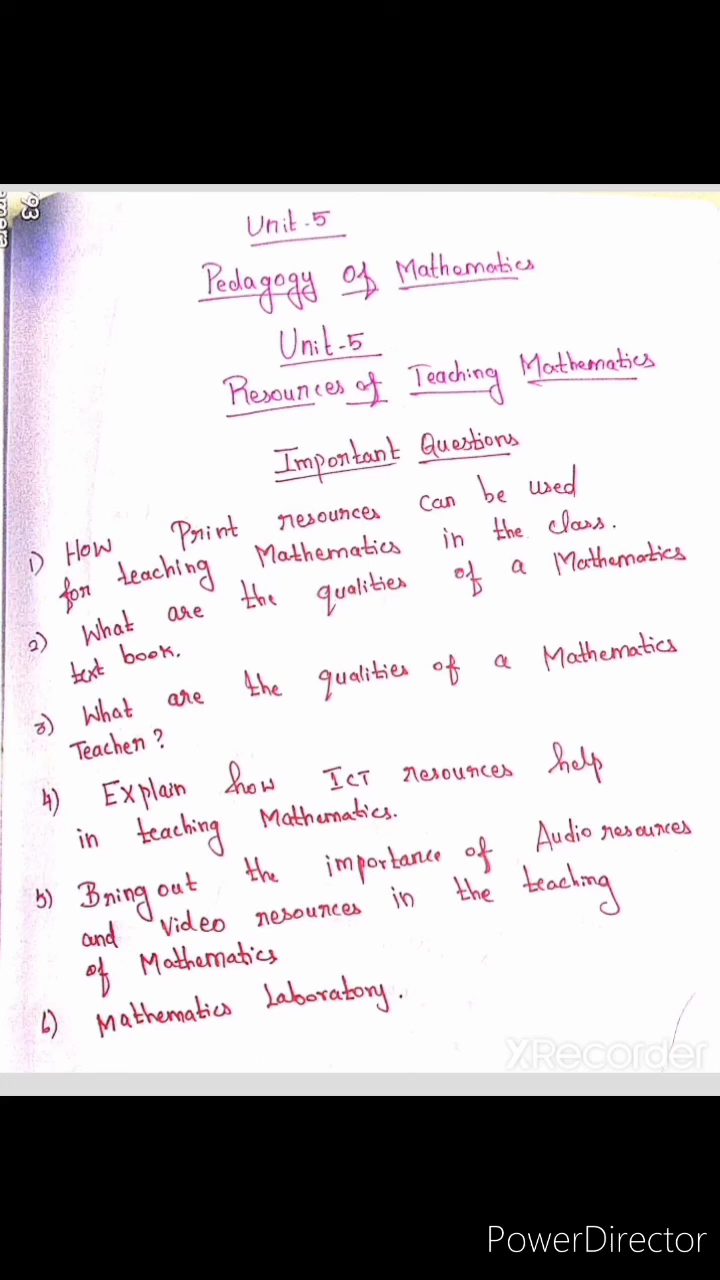 Unit-5
Pedagogy of Mathematics
Unit-5
Resources of Teaching Mathematics
Important Questions
1) How Print resources can be used
for teaching Mathematics in the class.
2) What are the qualities of a Mathematics
text book.
3) What are the qualities of a Mathematics
Teacher?
4) Explain how ICT resources help
in teaching Mathematics.
5) Bring out the importance of Audio resources
and video resources in the teaching
of Mathematics
6) Mathematics Laboratory.
XRecorder
PowerDirector